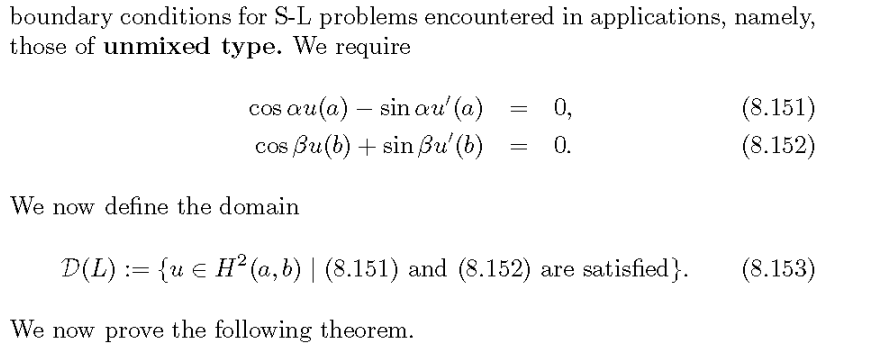 boundary conditions for S-L problems encountered in applications, namely,
those of unmixed type. We require
cos αu(a) − sin αu′(a) = 0, (8.151)
cos βu(b) + sin βu′(b) = 0. (8.152)
We now define the domain
𝒟(L) := {u ∈ H²(a, b) | (8.151) and (8.152) are satisfied}. (8.153)
We now prove the following theorem.